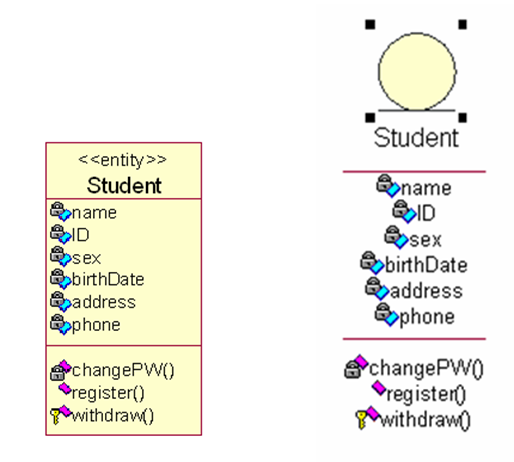 <<entity>>
Student
name
ID
sex
birthDate
address
phone
changePW()
register()
withdraw()
Student
name
ID
sex
birthDate
address
phone
changePW()
register()
withdraw()